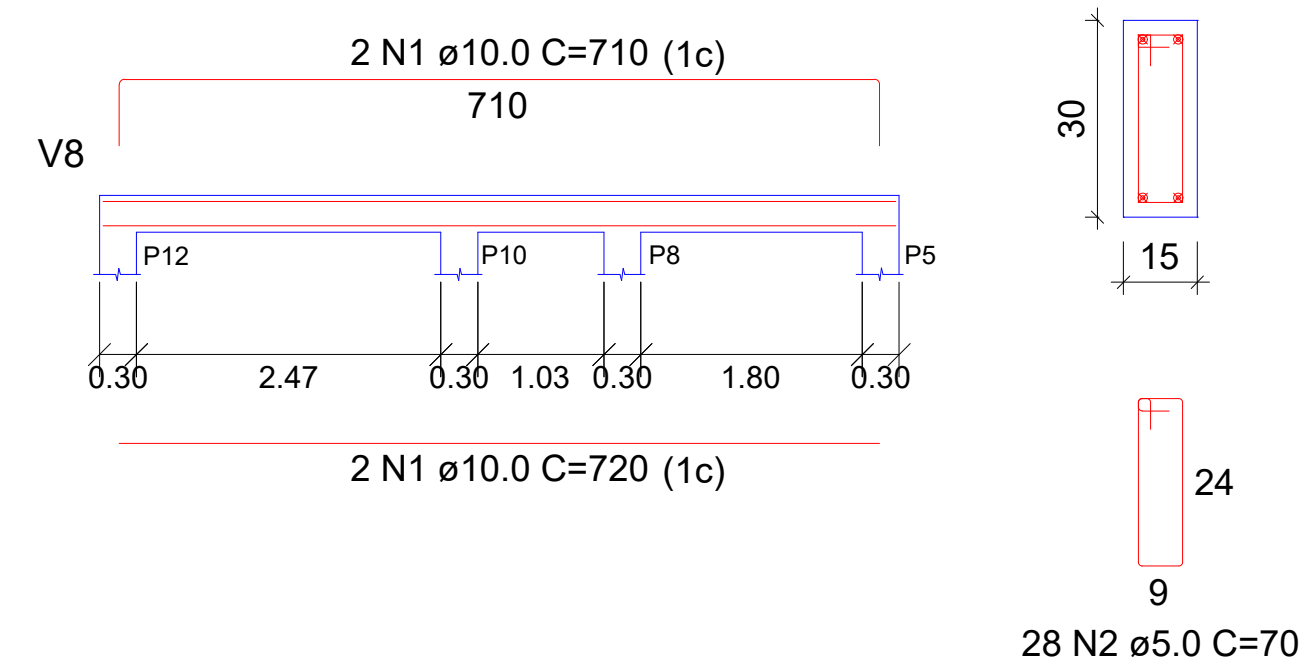 2 N1 ø10.0 C=710 (1c)
710
V8
P12 P10 P8 P5
0.30 2.47 0.30 1.03 0.30 1.80 0.30
2 N1 ø10.0 C=720 (1c)
30
15
24
9
28 N2 ø5.0 C=70